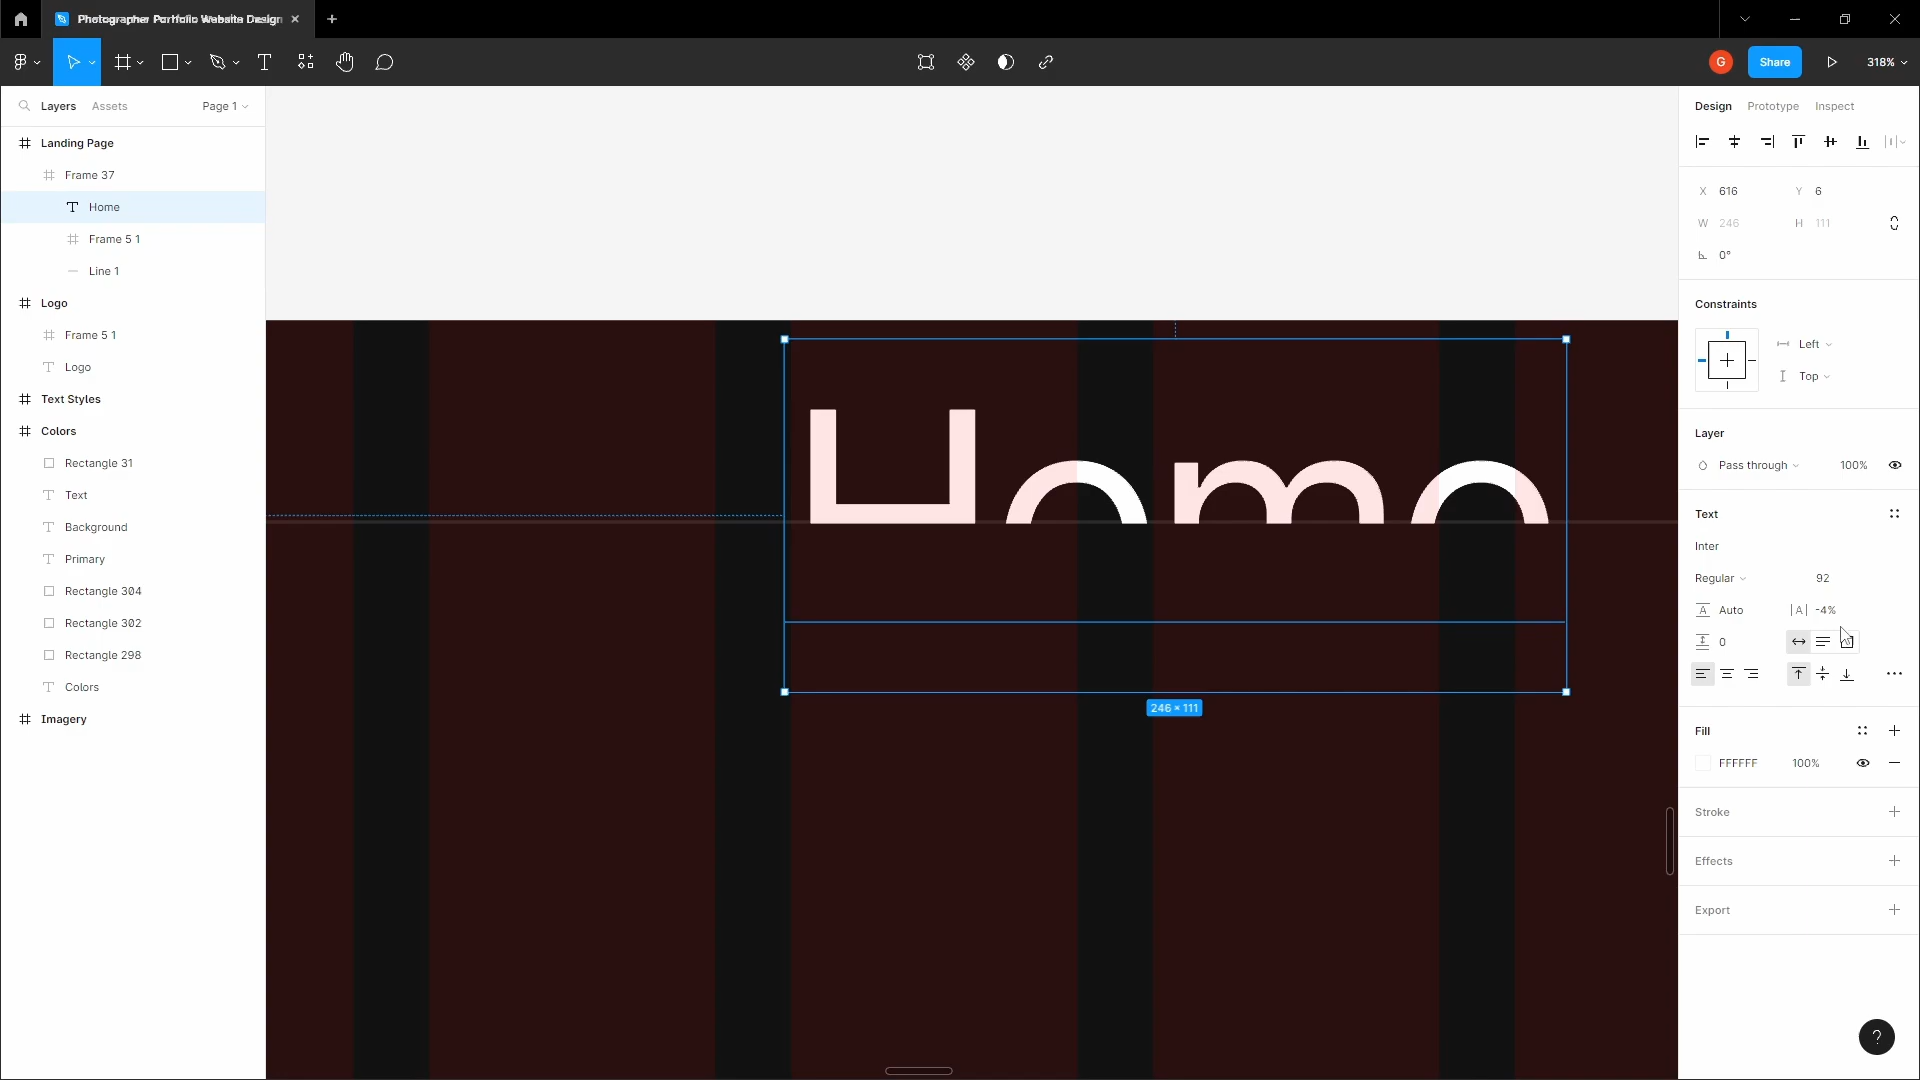 Photographer Portfolio Website Design
G
Share
318%
Layers
Assets
Page 1
Design
Prototype
Inspect
Landing Page
Frame 37
Home
Frame 5 1
Line 1
Logo
Frame 5 1
Logo
Text Styles
Colors
Rectangle 31
Text
Background
Primary
Rectangle 304
Rectangle 302
Rectangle 298
Colors
Imagery
Home
246 × 111
X 616
Y 6
W 246
H 111
0°
Constraints
Left
Top
Layer
Pass through
100%
Text
Inter
Regular
92
A Auto
|A| -4%
0
Fill
FFFFFF
100%
Stroke
Effects
Export
?